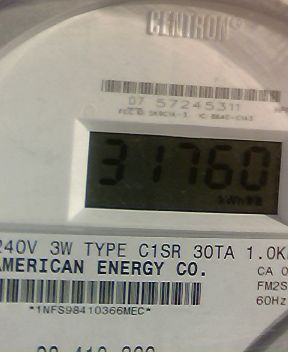 CENTRON®
07 57245311
31760
kWh
240V 3W TYPE C1SR 30TA 1.0K
AMERICAN ENERGY CO.
CA 0
FM2S
60Hz
*1NFS98410366MEC*